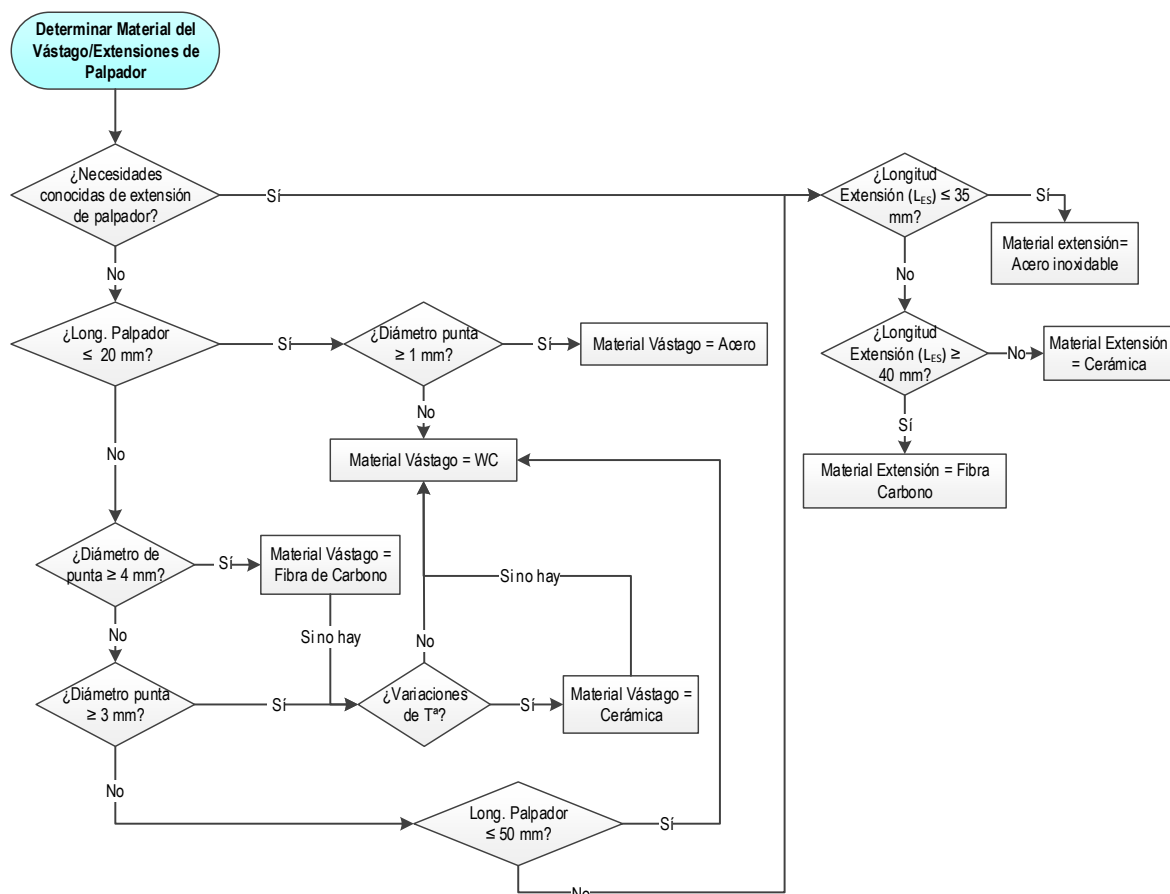 Determinar Material del
Vástago/Extensiones de
Palpador
¿Necesidades
conocidas de extensión
de palpador?
Sí
¿Longitud
Extensión (LES) ≤ 35
mm?
Sí
Material extensión=
Acero inoxidable
No
No
¿Long. Palpador
≤ 20 mm?
Sí
¿Diámetro punta
≥ 1 mm?
Sí
Material Vástago = Acero
¿Longitud
Extensión (LES) ≥
40 mm?
No
Material Extensión
= Cerámica
No
Sí
No
Material Vástago = WC
Material Extensión = Fibra
Carbono
¿Diámetro de
punta ≥ 4 mm?
Sí
Material Vástago =
Fibra de Carbono
Si no hay
No
Si no hay
No
¿Diámetro punta
≥ 3 mm?
Sí
¿Variaciones
de Tª?
Sí
Material Vástago =
Cerámica
No
Long. Palpador
≤ 50 mm?
Sí
No